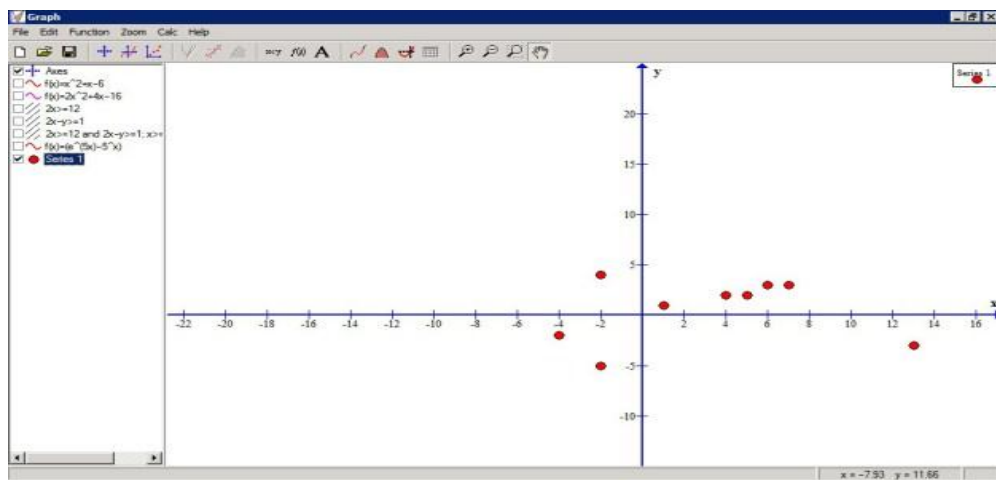 Graph
File Edit Function Zoom Calc Help
Axes
f(x)=x^2+x-6
f(x)=2x^2+4x-16
2x>=12
2x-y>=1
2x>=12 and 2x-y>=1; x>=
f(x)=(e^(5x)-5^x)
Series 1
y
Series 1
20
15
10
5
x
-22 -20 -18 -16 -14 -12 -10 -8 -6 -4 -2 2 4 6 8 10 12 14 16
-5
-10
x = -7.93 y = 11.66